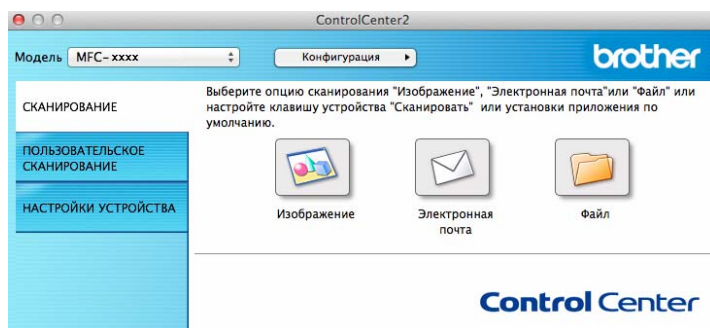 ControlCenter2
Модель MFC-xxxx Конфигурация brother
Выберите опцию сканирования "Изображение", "Электронная почта"или "Файл" или
настройте клавишу устройства "Сканировать" или установки приложения по
умолчанию.
СКАНИРОВАНИЕ
ПОЛЬЗОВАТЕЛЬСКОЕ
СКАНИРОВАНИЕ
НАСТРОЙКИ УСТРОЙСТВА
Изображение
Электронная
почта
Файл
Control Center